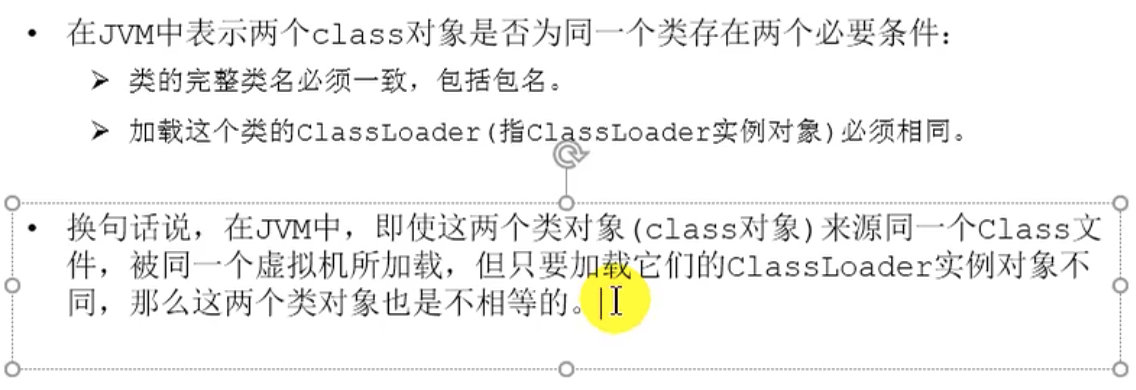 • 在JVM中表示两个class对象是否为同一个类存在两个必要条件：
➢ 类的完整类名必须一致，包括包名。
➢ 加载这个类的ClassLoader(指ClassLoader实例对象)必须相同。
• 换句话说，在JVM中，即使这两个类对象(class对象)来源同一个Class文
件，被同一个虚拟机所加载，但只要加载它们的ClassLoader实例对象不
同，那么这两个类对象也是不相等的。